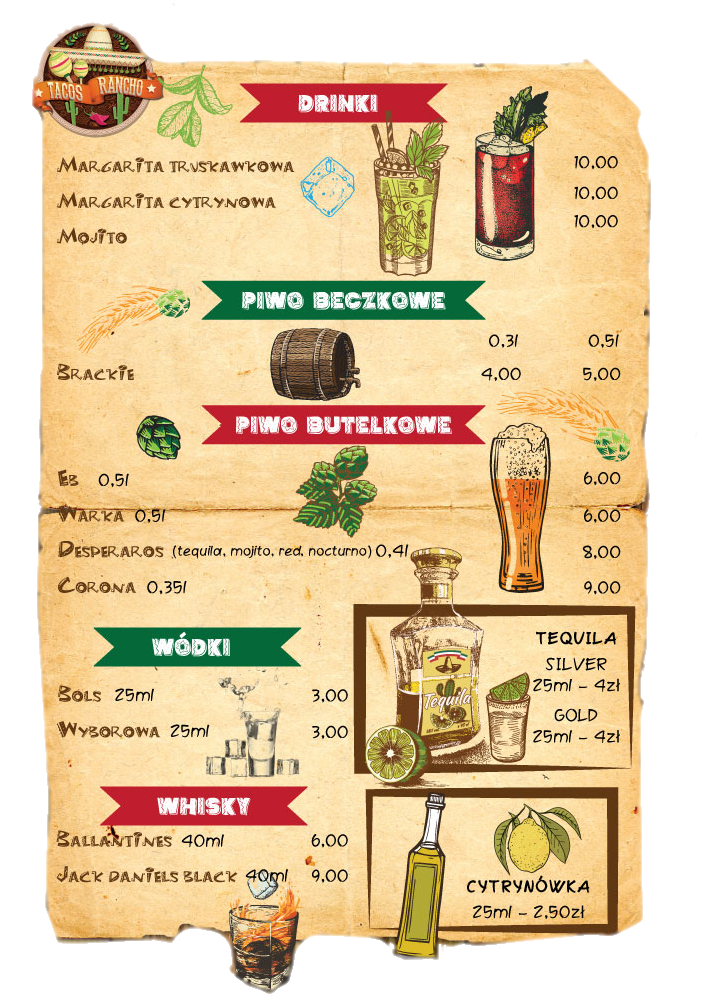 TACOS RANCHO
DRINKI
MARGARITA TRUSKAWKOWA 10,00
MARGARITA CYTRYNOWA 10,00
MOJITO 10,00
PIWO BECZKOWE
0,3l 0,5l
BRACKIE 4,00 5,00
PIWO BUTELKOWE
EB 0,5l 6,00
WARKA 0,5l 6,00
DESPERAROS (tequila, mojito, red, nocturno) 0,4l 8,00
CORONA 0,35l 9,00
WÓDKI
BOLS 25ml 3,00
WYBOROWA 25ml 3,00
Tequila
TEQUILA
SILVER
25ml – 4zł
GOLD
25ml – 4zł
WHISKY
BALLANTINES 40ml 6,00
JACK DANIELS BLACK 40ml 9,00
CYTRYNÓWKA
25ml – 2,50zł